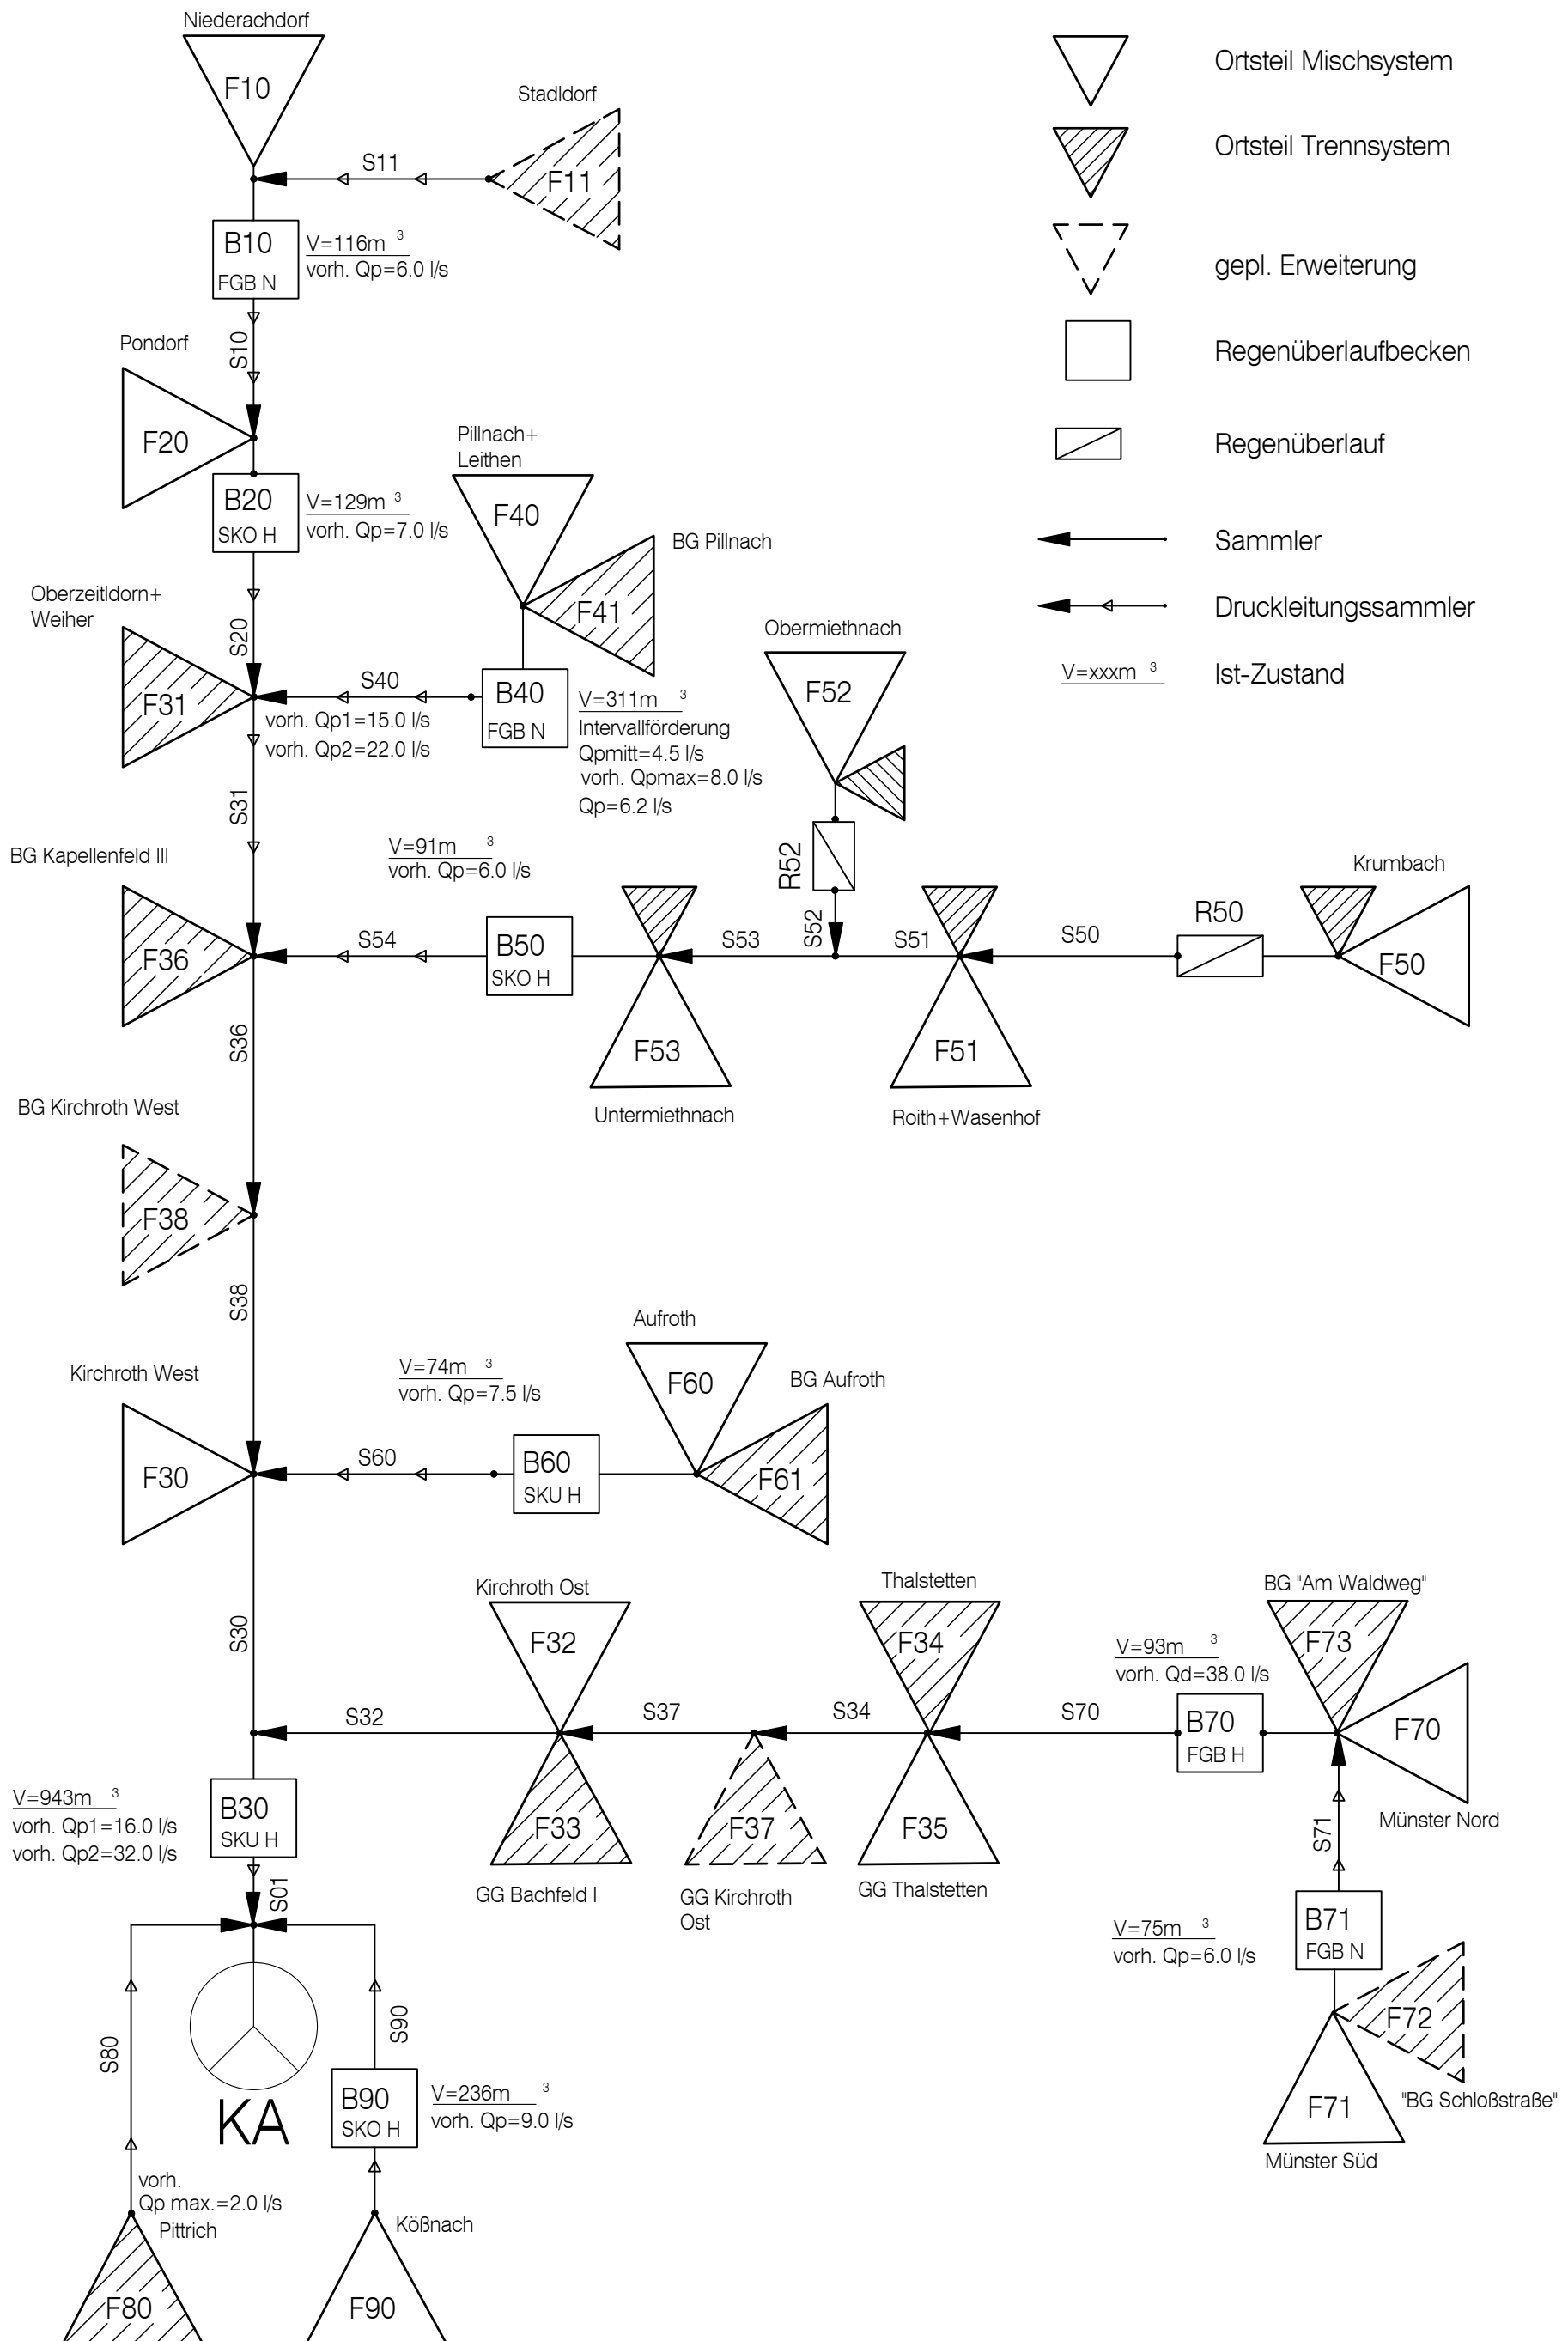 Niederachdorf
F10
Stadldorf
S11
F11
B10
FGB N
V=116m 3
vorh. Qp=6.0 l/s
S10
Pondorf
F20
B20
SKO H
V=129m 3
vorh. Qp=7.0 l/s
Pillnach+
Leithen
F40
BG Pillnach
F41
Oberzeitldorn+
Weiher
S20
F31
S40
vorh. Qp1=15.0 l/s
vorh. Qp2=22.0 l/s
B40
FGB N
V=311m 3
Intervallförderung
Qpmitt=4.5 l/s
vorh. Qpmax=8.0 l/s
Qp=6.2 l/s
Obermiethnach
F52
S31
R52
S52
BG Kapellenfeld III
F36
V=91m 3
vorh. Qp=6.0 l/s
S54
B50
SKO H
S53
S51
S50
R50
Krumbach
F50
F53
Untermiethnach
F51
Roith+Wasenhof
S36
BG Kirchroth West
F38
S38
Kirchroth West
F30
V=74m 3
vorh. Qp=7.5 l/s
S60
B60
SKU H
Aufroth
F60
BG Aufroth
F61
S30
Kirchroth Ost
F32
S32
F33
GG Bachfeld I
S37
F37
GG Kirchroth
Ost
S34
Thalstetten
F34
F35
GG Thalstetten
S70
V=93m 3
vorh. Qd=38.0 l/s
B70
FGB H
BG "Am Waldweg"
F73
F70
Münster Nord
S71
V=75m 3
vorh. Qp=6.0 l/s
B71
FGB N
F72
"BG Schloßstraße"
F71
Münster Süd
V=943m 3
vorh. Qp1=16.0 l/s
vorh. Qp2=32.0 l/s
B30
SKU H
S01
S80
KA
S90
B90
SKO H
V=236m 3
vorh. Qp=9.0 l/s
vorh.
Qp max.=2.0 l/s
Pittrich
F80
Kößnach
F90
Ortsteil Mischsystem
Ortsteil Trennsystem
gepl. Erweiterung
Regenüberlaufbecken
Regenüberlauf
Sammler
Druckleitungssammler
V=xxxm 3
Ist-Zustand